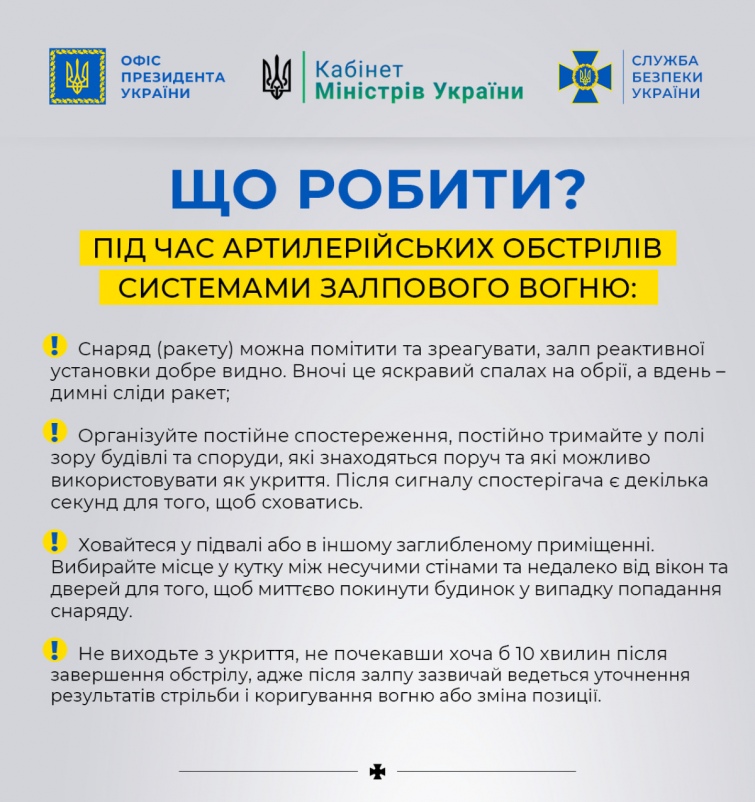 ОФІС
ПРЕЗИДЕНТА
УКРАЇНИ
Кабінет
Міністрів України
СЛУЖБА
БЕЗПЕКИ
УКРАЇНИ
ЩО РОБИТИ?
ПІД ЧАС АРТИЛЕРІЙСЬКИХ ОБСТРІЛІВ
СИСТЕМАМИ ЗАЛПОВОГО ВОГНЮ:
! Снаряд (ракету) можна помітити та зреагувати, залп реактивної
установки добре видно. Вночі це яскравий спалах на обрії, а вдень –
димні сліди ракет;
! Організуйте постійне спостереження, постійно тримайте у полі
зору будівлі та споруди, які знаходяться поруч та які можливо
використовувати як укриття. Після сигналу спостерігача є декілька
секунд для того, щоб сховатись.
! Ховайтеся у підвалі або в іншому заглибленому приміщенні.
Вибирайте місце у кутку між несучими стінами та недалеко від вікон та
дверей для того, щоб миттєво покинути будинок у випадку попадання
снаряду.
! Не виходьте з укриття, не почекавши хоча б 10 хвилин після
завершення обстрілу, адже після залпу зазвичай ведеться уточнення
результатів стрільби і коригування вогню або зміна позиції.